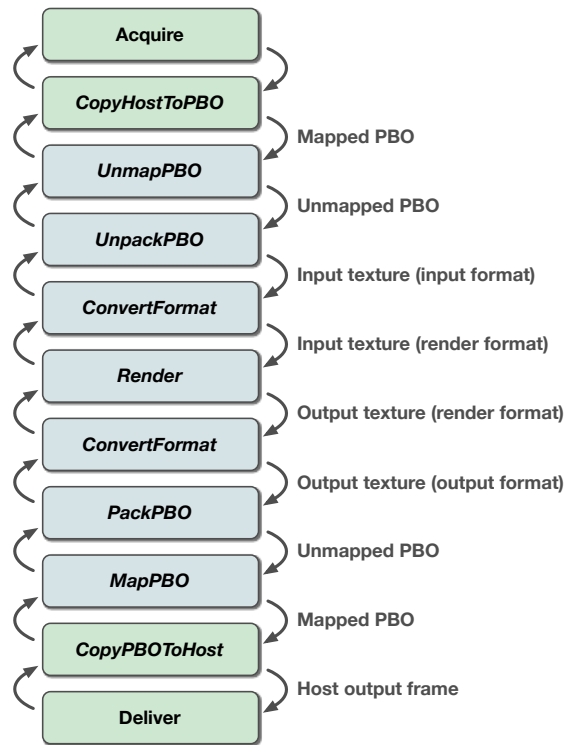 Acquire
CopyHostToPBO
Mapped PBO
UnmapPBO
Unmapped PBO
UnpackPBO
Input texture (input format)
ConvertFormat
Input texture (render format)
Render
Output texture (render format)
ConvertFormat
Output texture (output format)
PackPBO
Unmapped PBO
MapPBO
Mapped PBO
CopyPBOToHost
Host output frame
Deliver